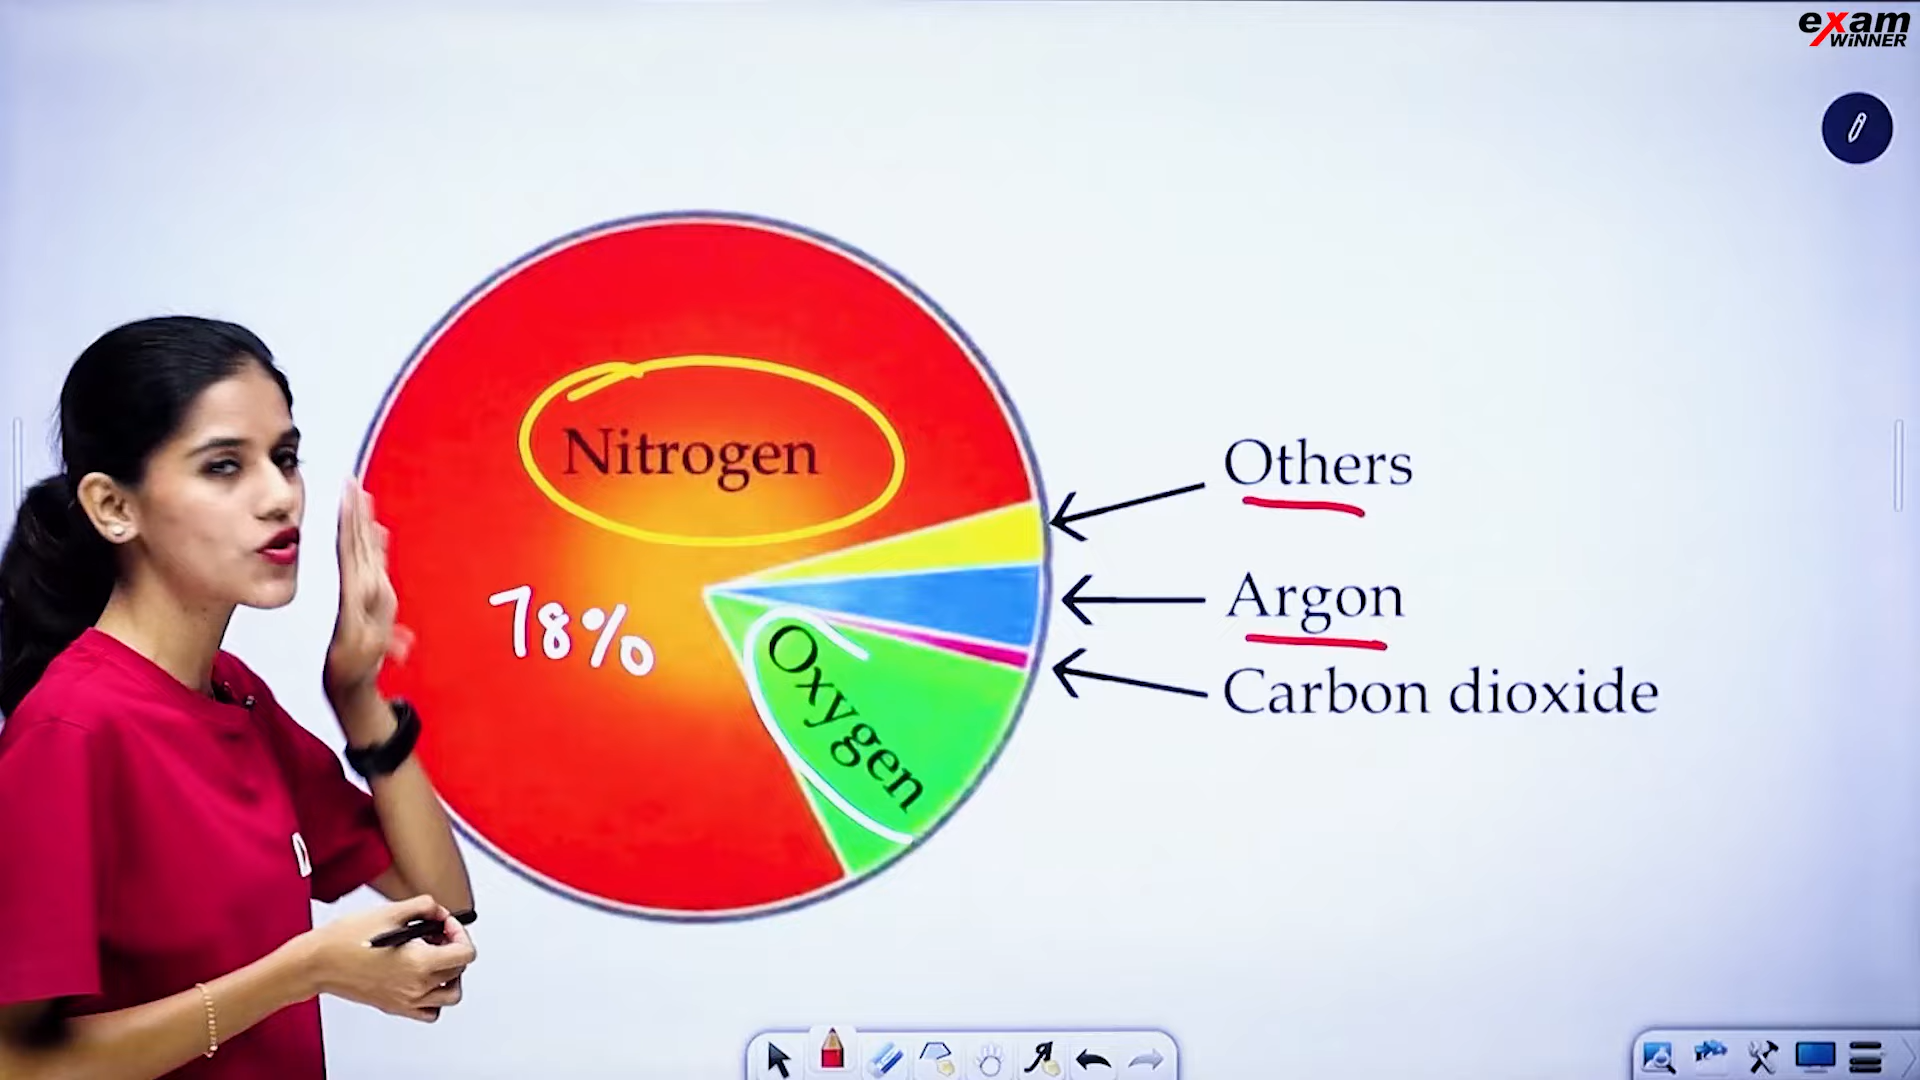 exam
WiNNER
Nitrogen
78%
Oxygen
Others
Argon
Carbon dioxide